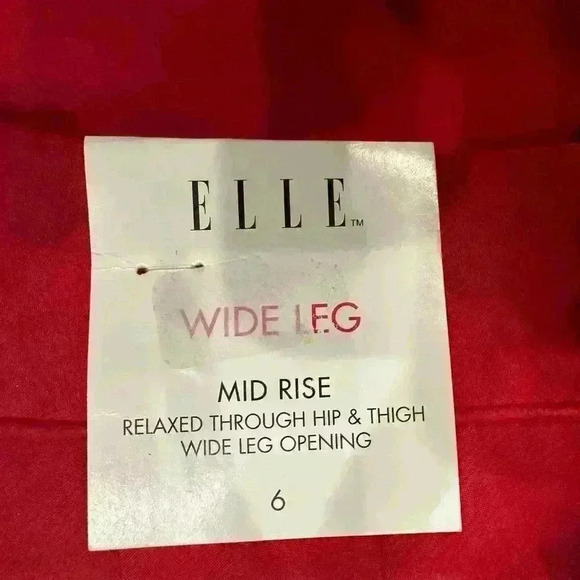 ELLE™
WIDE LEG
MID RISE
RELAXED THROUGH HIP & THIGH
WIDE LEG OPENING
6